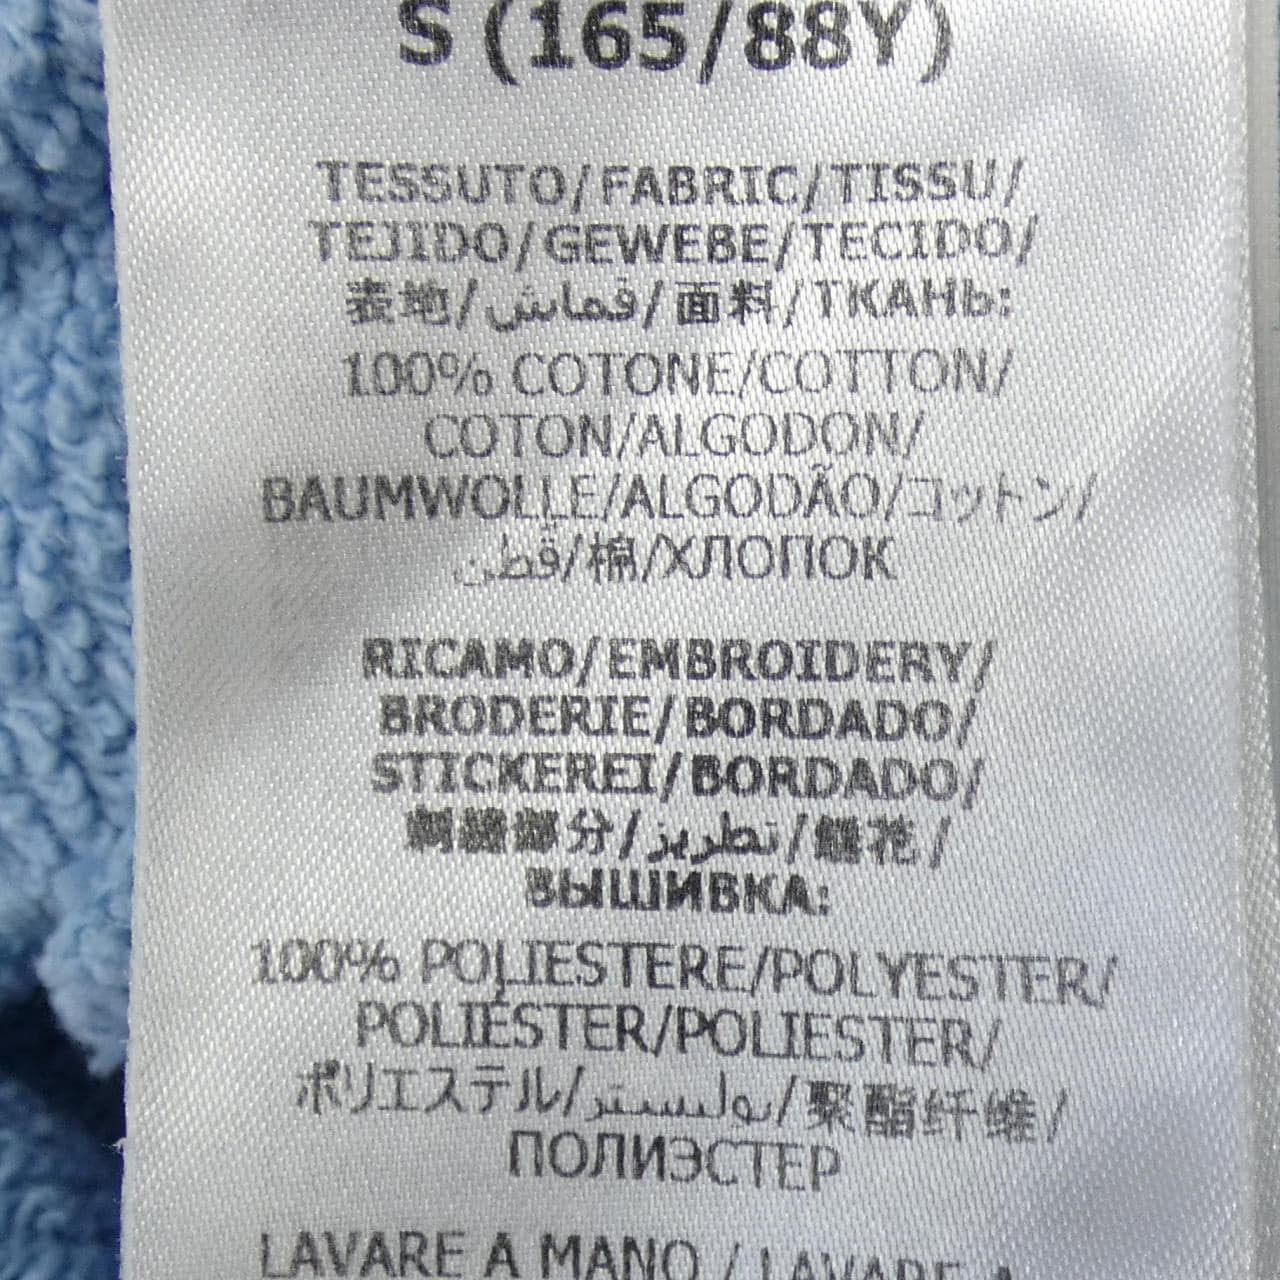 S (165/88Y)
TESSUTO/FABRIC/TISSU/
TEJIDO/GEWEBE/TECIDO/
表地/قماش/面料/ТКАНЬ:
100% COTONE/COTTON/
COTON/ALGODON/
BAUMWOLLE/ALGODÃO/コットン/
قطن/棉/ХЛОПОК
RICAMO/EMBROIDERY/
BRODERIE/BORDADO/
STICKEREI/BORDADO/
刺繍部分/تطريز/绣花/
ВЫШИВКА:
100% POLIESTERE/POLYESTER/
POLIÉSTER/POLIESTER/
ポリエステル/بوليستر/聚酯纤维/
ПОЛИЭСТЕР
LAVARE A MANO / LAVARE A